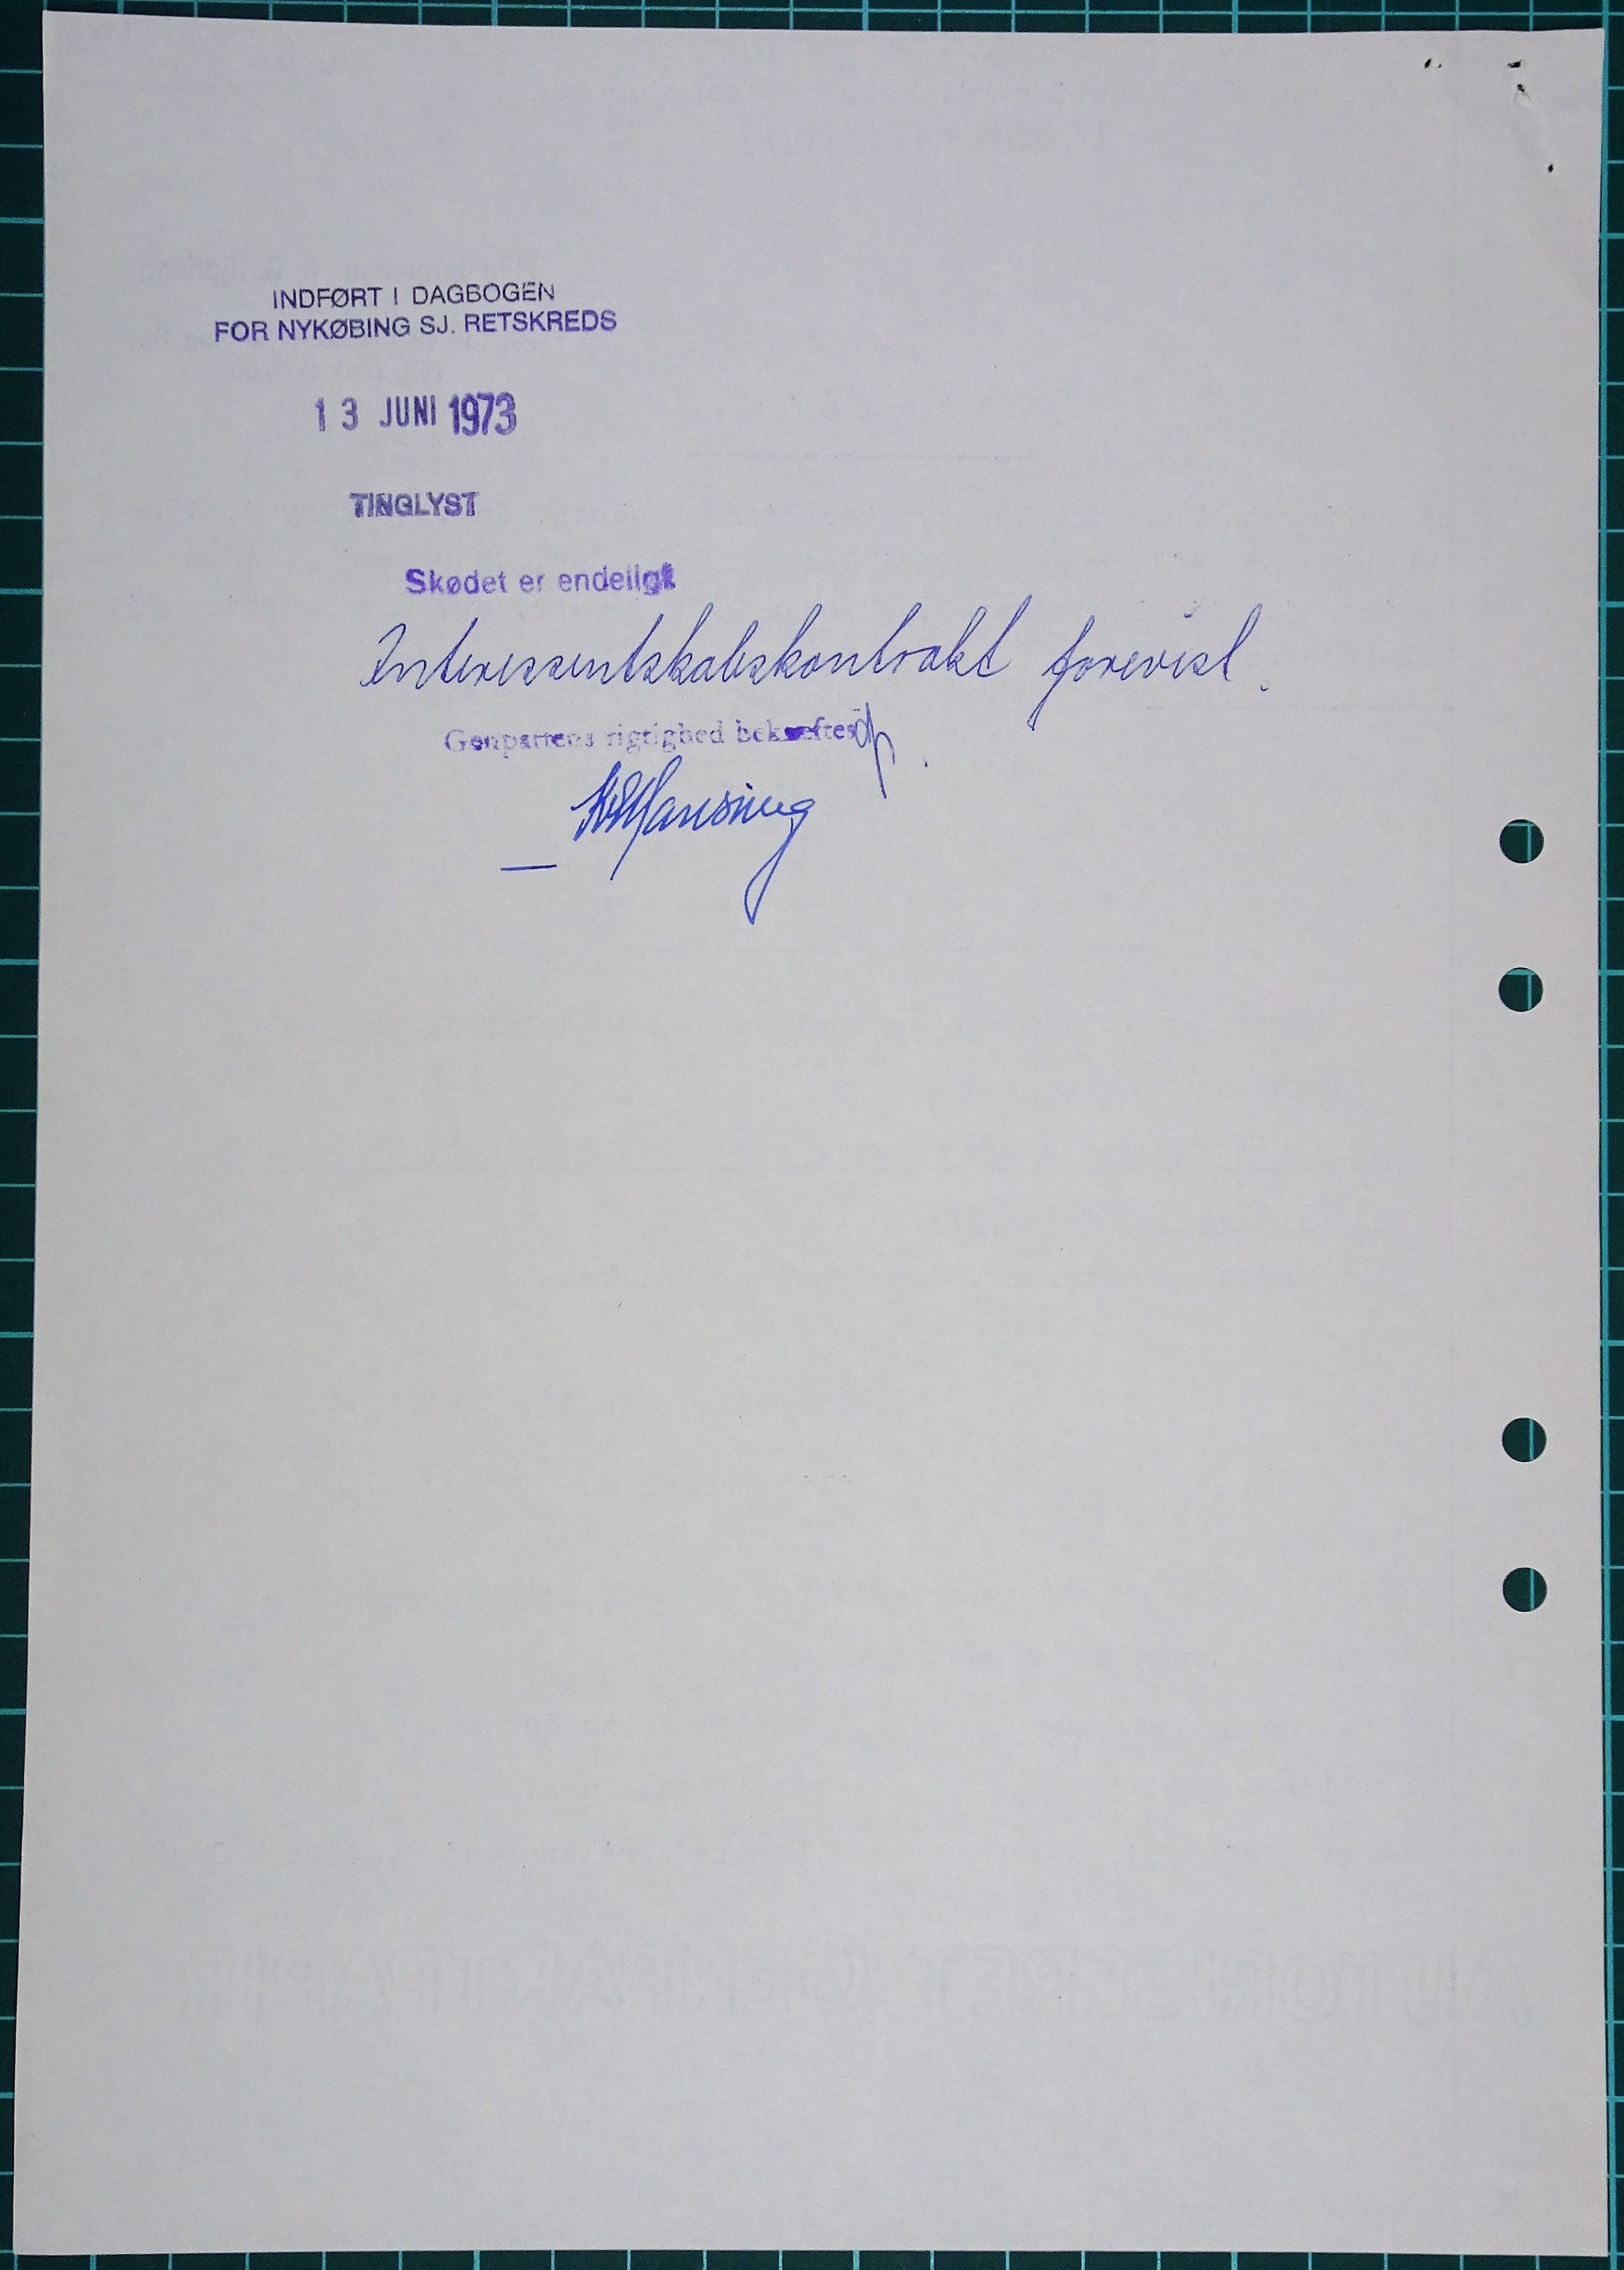 INDFØRT I DAGBOGEN
FOR NYKØBING SJ. RETSKREDS
13 JUNI 1973
TINGLYST
Skødet er endeligt
Interessentskabskontrakt forevist.
Genpartens rigtighed bekræftes